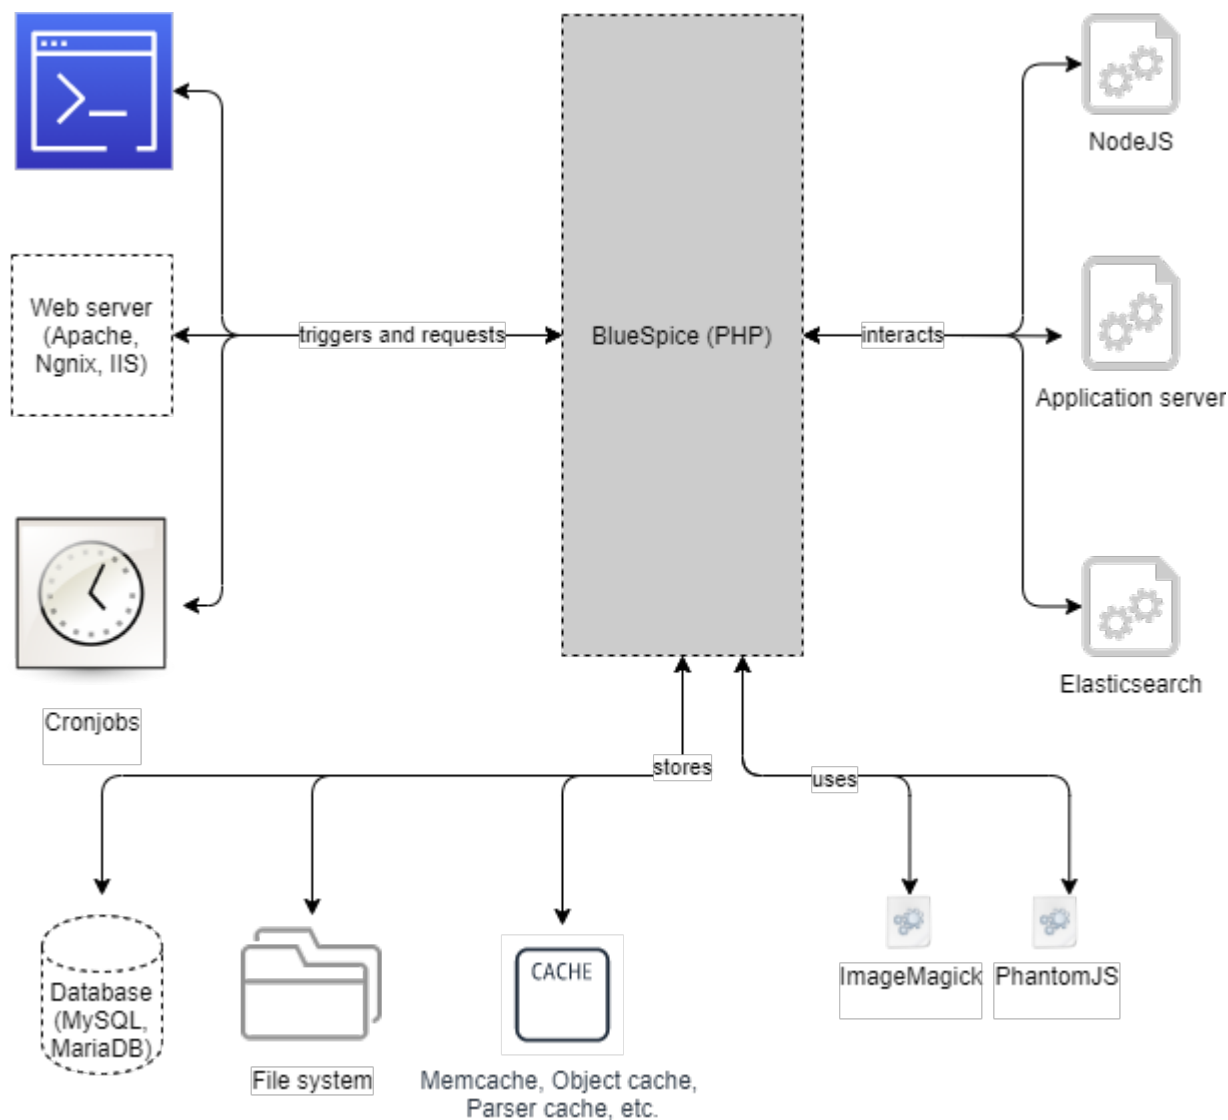 NodeJS
Web server
(Apache,
Ngnix, IIS)
triggers and requests
BlueSpice (PHP)
interacts
Application server
Cronjobs
Elasticsearch
stores
uses
Database
(MySQL,
MariaDB)
File system
CACHE
Memcache, Object cache,
Parser cache, etc.
ImageMagick
PhantomJS